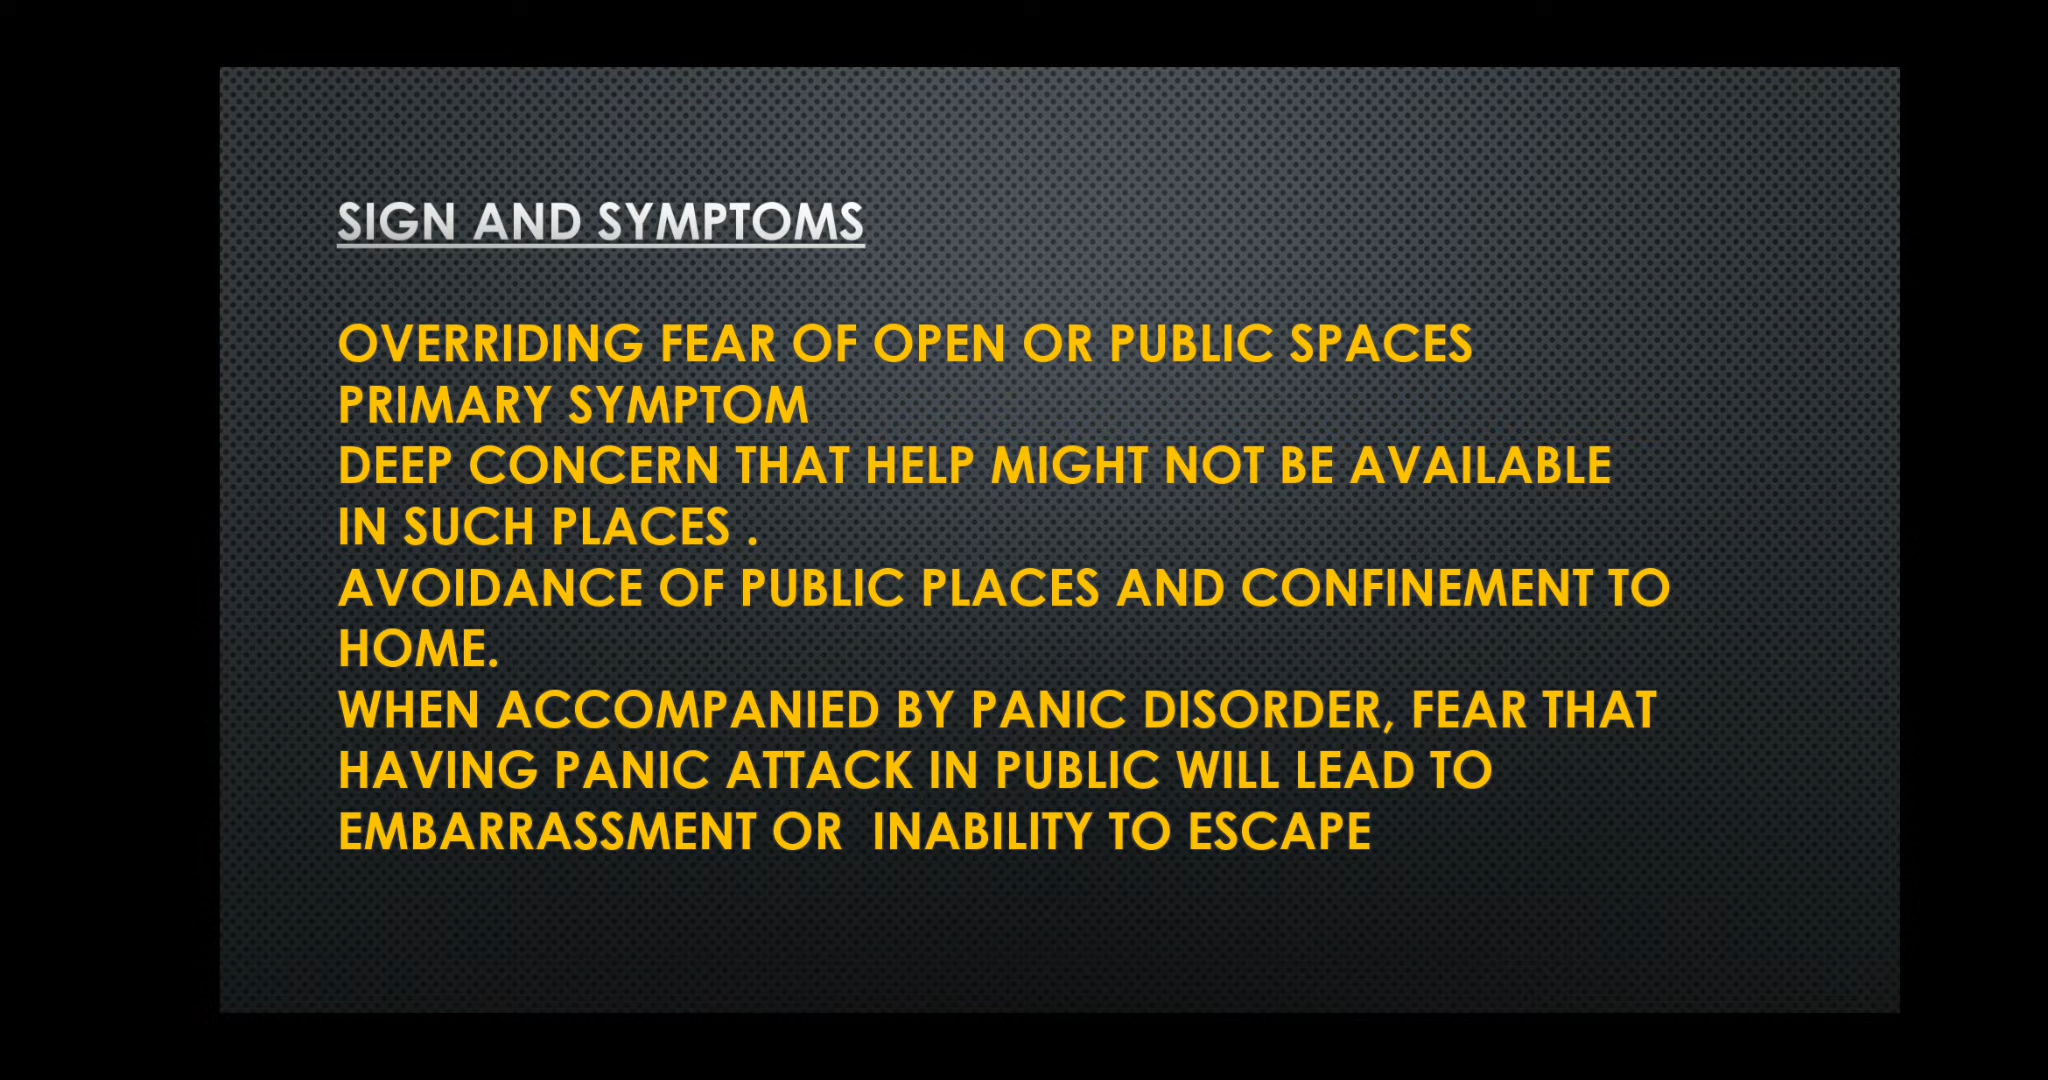 SIGN AND SYMPTOMS
OVERRIDING FEAR OF OPEN OR PUBLIC SPACES
PRIMARY SYMPTOM
DEEP CONCERN THAT HELP MIGHT NOT BE AVAILABLE
IN SUCH PLACES .
AVOIDANCE OF PUBLIC PLACES AND CONFINEMENT TO
HOME.
WHEN ACCOMPANIED BY PANIC DISORDER, FEAR THAT
HAVING PANIC ATTACK IN PUBLIC WILL LEAD TO
EMBARRASSMENT OR  INABILITY TO ESCAPE